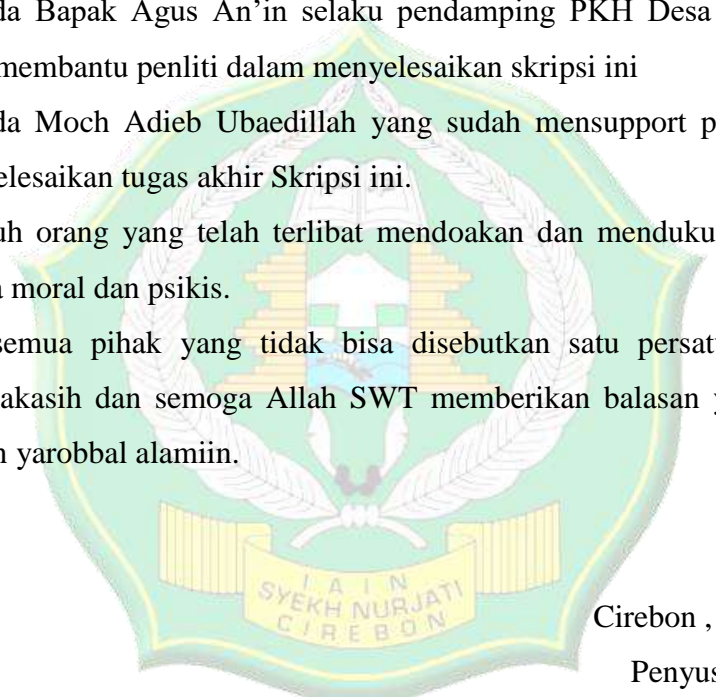 da Bapak Agus An’in selaku pendamping PKH Desa
membantu penliti dalam menyelesaikan skripsi ini
da Moch Adieb Ubaedillah yang sudah mensupport p
elesaikan tugas akhir Skripsi ini.
uh orang yang telah terlibat mendoakan dan menduku
a moral dan psikis.
semua pihak yang tidak bisa disebutkan satu persatu
akasih dan semoga Allah SWT memberikan balasan y
n yarobbal alamiin.
IAIN
SYEKH NURJATI
CIREBON
Cirebon ,
Penyus